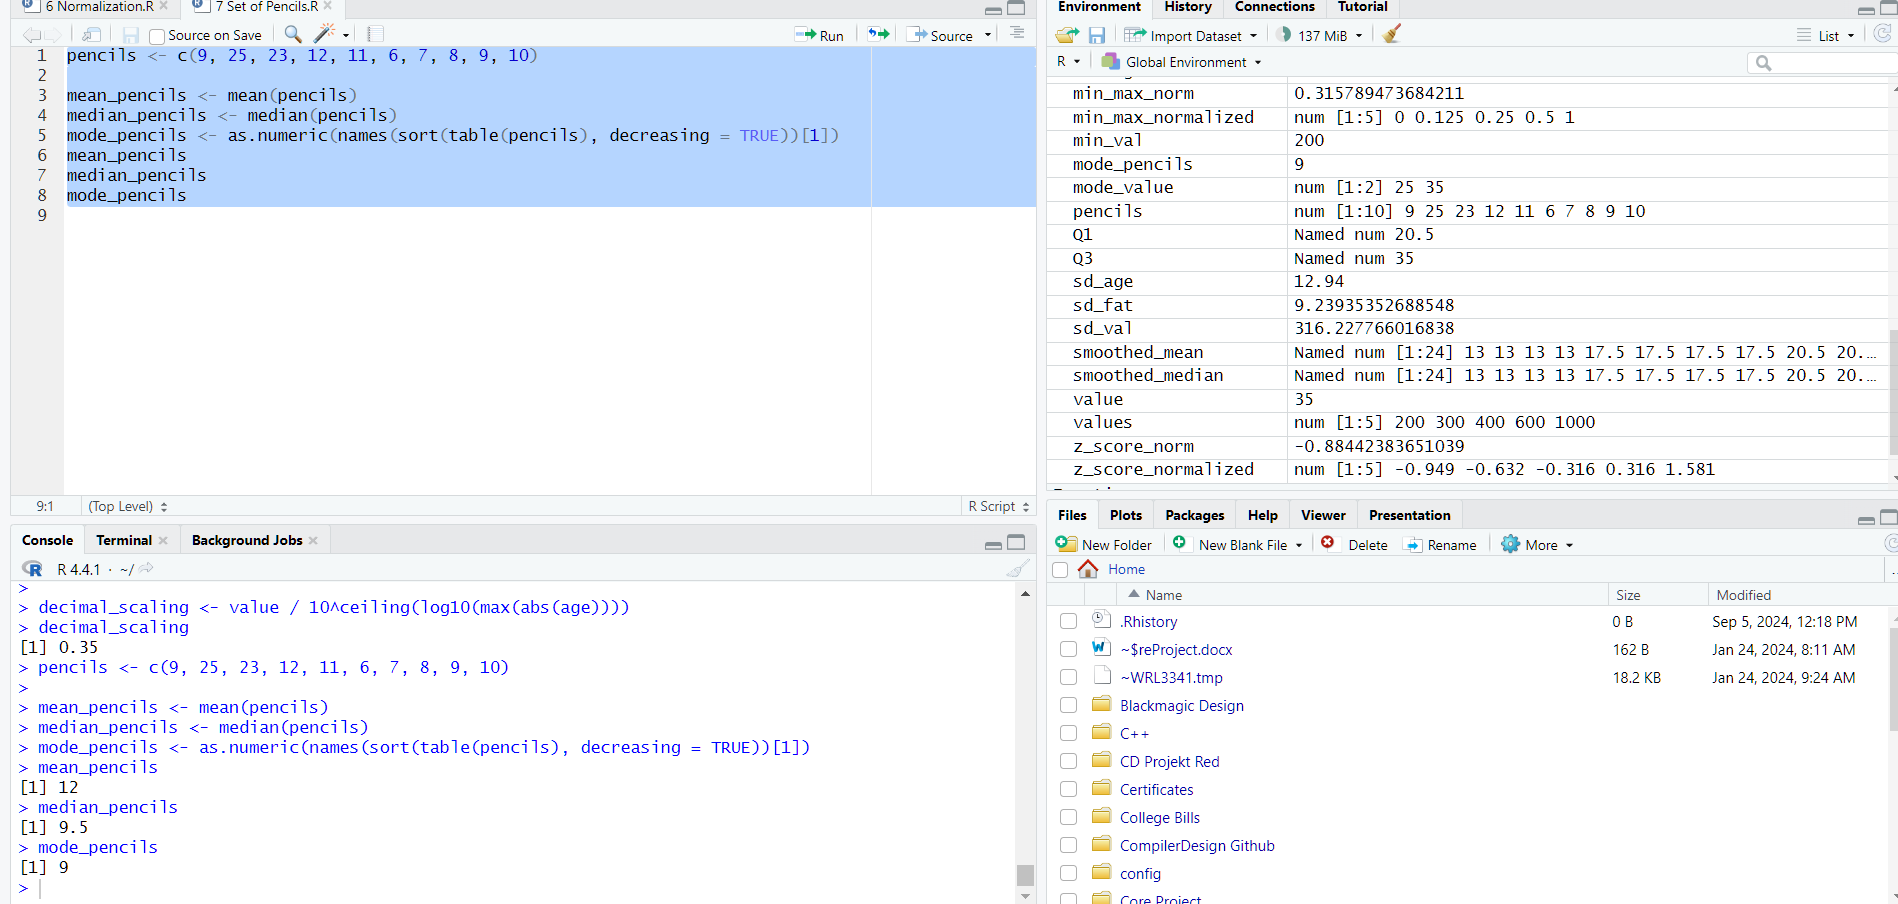 6 Normalization.R
7 Set of Pencils.R
Source on Save
Run
Source
1 pencils <- c(9, 25, 23, 12, 11, 6, 7, 8, 9, 10)
2
3 mean_pencils <- mean(pencils)
4 median_pencils <- median(pencils)
5 mode_pencils <- as.numeric(names(sort(table(pencils), decreasing = TRUE))[1])
6 mean_pencils
7 median_pencils
8 mode_pencils
9
9:1 (Top Level) R Script
Console Terminal Background Jobs
R R 4.4.1 · ~/
>
> decimal_scaling <- value / 10^ceiling(log10(max(abs(age))))
> decimal_scaling
[1] 0.35
> pencils <- c(9, 25, 23, 12, 11, 6, 7, 8, 9, 10)
>
> mean_pencils <- mean(pencils)
> median_pencils <- median(pencils)
> mode_pencils <- as.numeric(names(sort(table(pencils), decreasing = TRUE))[1])
> mean_pencils
[1] 12
> median_pencils
[1] 9.5
> mode_pencils
[1] 9
>
Environment History Connections Tutorial
Import Dataset 137 MiB List
R Global Environment
min_max_norm 0.315789473684211
min_max_normalized num [1:5] 0 0.125 0.25 0.5 1
min_val 200
mode_pencils 9
mode_value num [1:2] 25 35
pencils num [1:10] 9 25 23 12 11 6 7 8 9 10
Q1 Named num 20.5
Q3 Named num 35
sd_age 12.94
sd_fat 9.23935352688548
sd_val 316.227766016838
smoothed_mean Named num [1:24] 13 13 13 13 17.5 17.5 17.5 17.5 20.5 20.…
smoothed_median Named num [1:24] 13 13 13 13 17.5 17.5 17.5 17.5 20.5 20.…
value 35
values num [1:5] 200 300 400 600 1000
z_score_norm -0.88442383651039
z_score_normalized num [1:5] -0.949 -0.632 -0.316 0.316 1.581
Files Plots Packages Help Viewer Presentation
New Folder New Blank File Delete Rename More
Home
Name Size Modified
.Rhistory 0 B Sep 5, 2024, 12:18 PM
~$reProject.docx 162 B Jan 24, 2024, 8:11 AM
~WRL3341.tmp 18.2 KB Jan 24, 2024, 9:24 AM
Blackmagic Design
C++
CD Projekt Red
Certificates
College Bills
CompilerDesign Github
config
Core Project